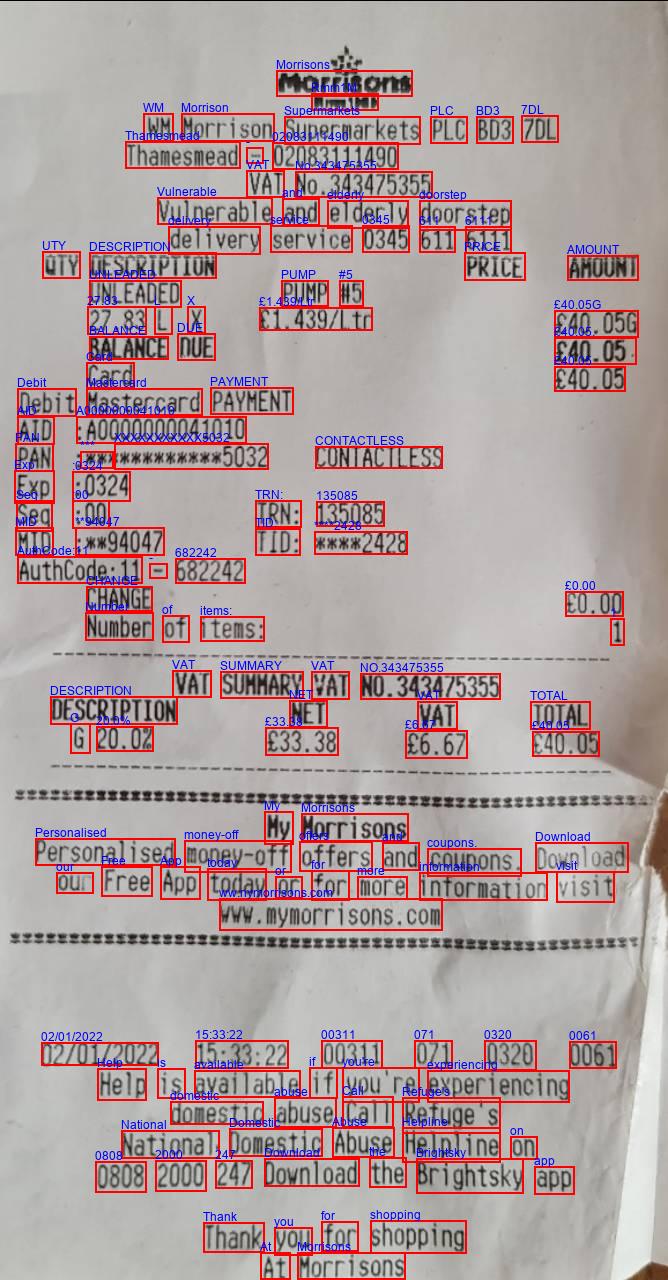 Morrisons
WM Morrison Supermarkets PLC BD3 7DL
Thamesmead - 02083111490
VAT No.343475355
Vulnerable and elderly doorstep
delivery service 0345 611 6111
QTY DESCRIPTION PRICE AMOUNT
UNLEADED PUMP #5
27.83 L X £1.439/Ltr £40.05G
BALANCE DUE £40.05
Card £40.05
Debit Mastercard PAYMENT
AID :A0000000041010
PAN :************5032 CONTACTLESS
Exp :0324
Seq :00 TRN: 135085
MID :**94047 TID: ****2428
AuthCode:11 - 682242
CHANGE £0.00
Number of items: 1
VAT SUMMARY VAT NO.343475355
DESCRIPTION NET VAT TOTAL
G 20.0% £33.38 £6.67 £40.05
My Morrisons
Personalised money-off offers and coupons. Download
our Free App today or for more information visit
www.mymorrisons.com
02/01/2022 15:33:22 00311 071 0320 0061
Help is available if you're experiencing
domestic abuse Call Refuge's
National Domestic Abuse Helpline on
0808 2000 247 Download the Brightsky app
Thank you for shopping
At Morrisons